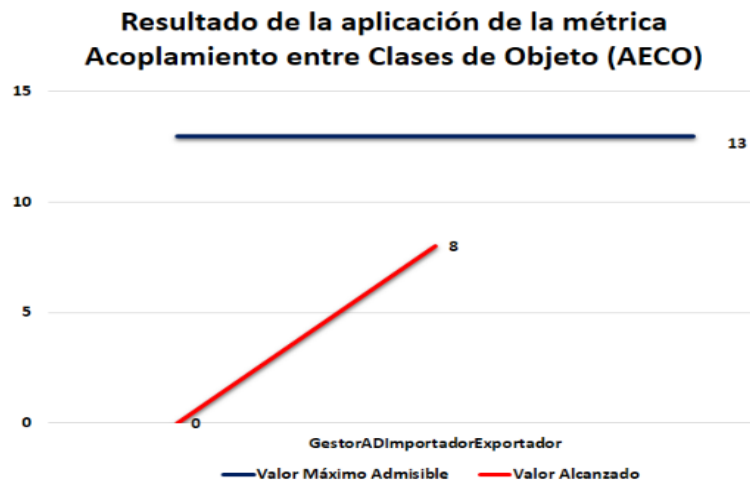 Resultado de la aplicación de la métrica
Acoplamiento entre Clases de Objeto (AECO)
15
13
10
8
5
0
0
GestorADImportadorExportador
Valor Máximo Admisible
Valor Alcanzado